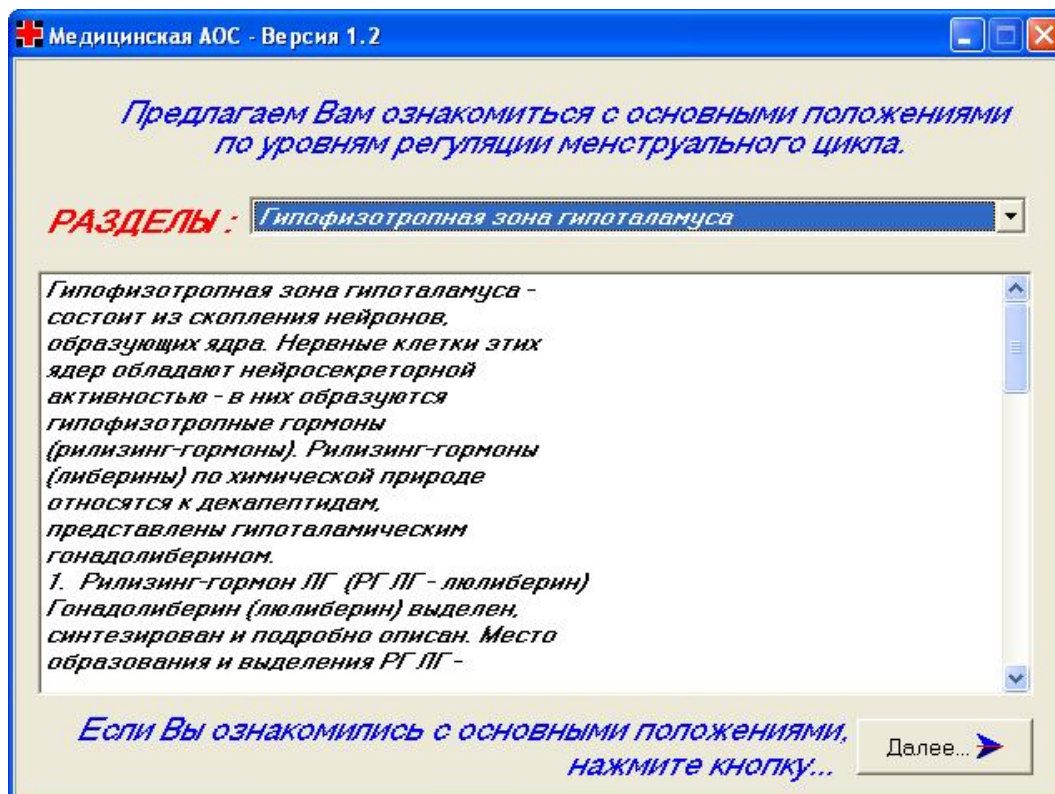 Медицинская АОС - Версия 1.2
Предлагаем Вам ознакомиться с основными положениями
по уровням регуляции менструального цикла.
РАЗДЕЛЫ :
Гипофизотропная зона гипоталамуса
Гипофизотропная зона гипоталамуса -
состоит из скопления нейронов,
образующих ядра. Нервные клетки этих
ядер обладают нейросекреторной
активностью - в них образуются
гипофизотропные гормоны
(рилизинг-гормоны). Рилизинг-гормоны
(либерины) по химической природе
относятся к декапептидам,
представлены гипоталамическим
гонадолиберином.
1. Рилизинг-гормон ЛГ (РГ ЛГ - люлиберин)
Гонадолиберин (люлиберин) выделен,
синтезирован и подробно описан. Место
образования и выделения РГ ЛГ -
Если Вы ознакомились с основными положениями,
нажмите кнопку...
Далее...